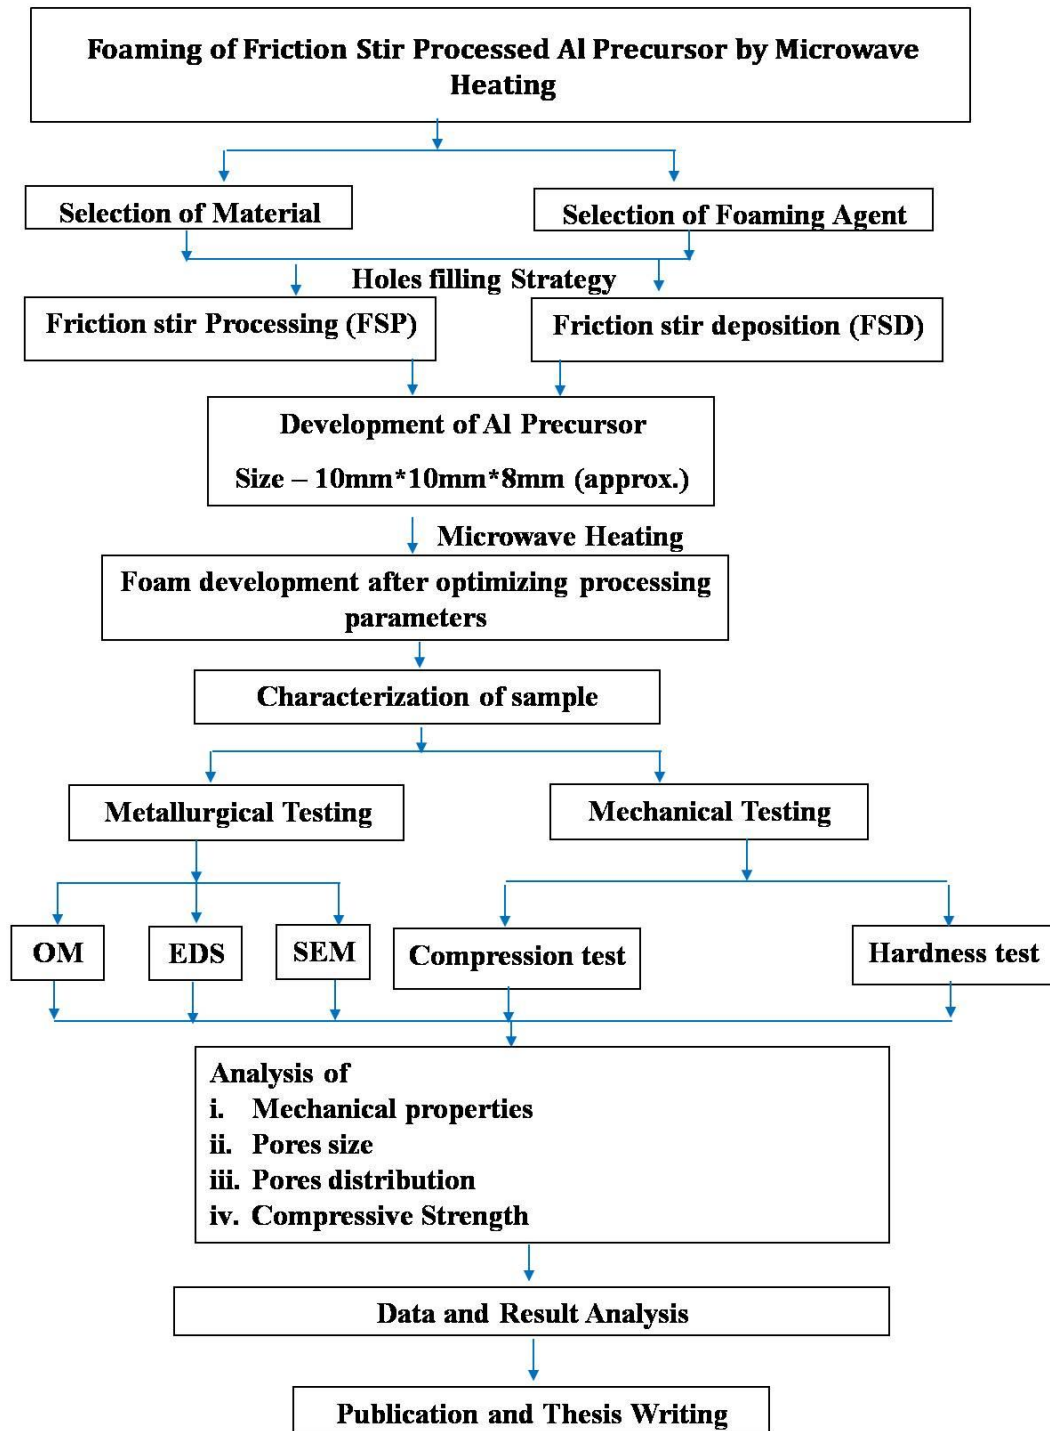 Foaming of Friction Stir Processed Al Precursor by Microwave
Heating
Selection of Material
Selection of Foaming Agent
Holes filling Strategy
Friction stir Processing (FSP)
Friction stir deposition (FSD)
Development of Al Precursor
Size – 10mm*10mm*8mm (approx.)
Microwave Heating
Foam development after optimizing processing
parameters
Characterization of sample
Metallurgical Testing
Mechanical Testing
OM
EDS
SEM
Compression test
Hardness test
Analysis of
i. Mechanical properties
ii. Pores size
iii. Pores distribution
iv. Compressive Strength
Data and Result Analysis
Publication and Thesis Writing